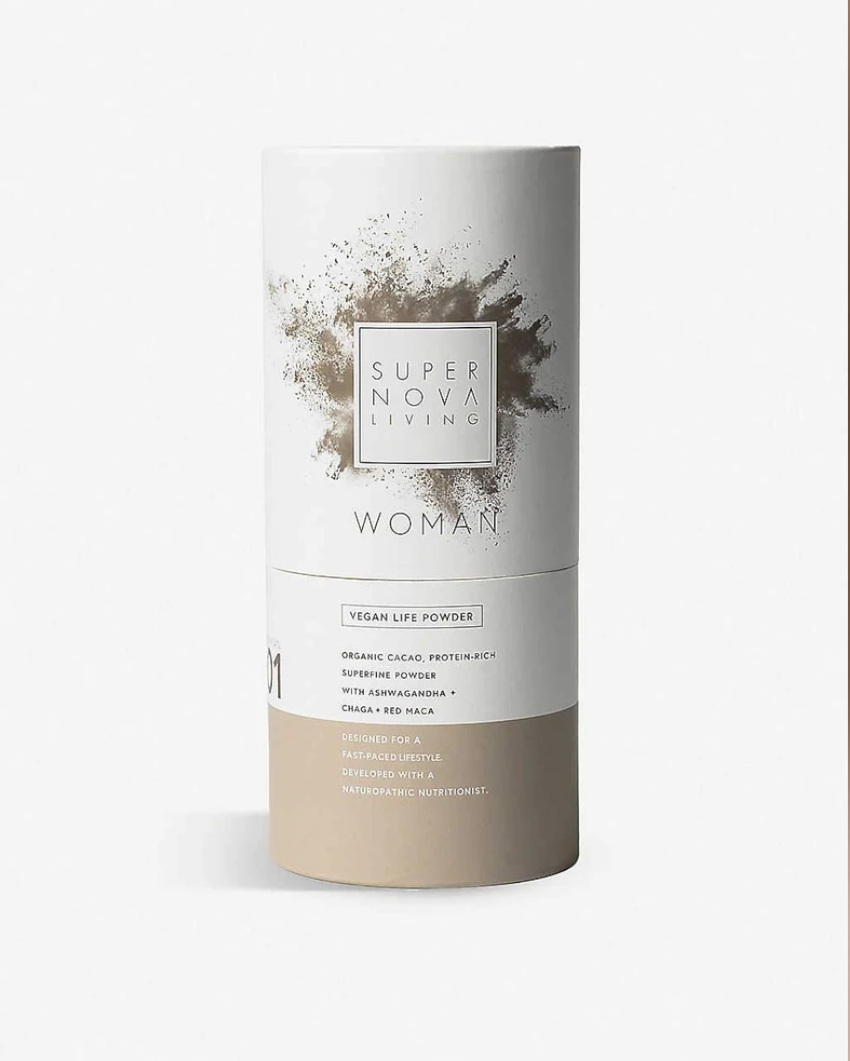 SUPER
NOVA
LIVING
WOMAN
VEGAN LIFE POWDER
ORGANIC CACAO, PROTEIN-RICH
SUPERFINE POWDER
WITH ASHWAGANDHA +
CHAGA + RED MACA
01
DESIGNED FOR A
FAST-PACED LIFESTYLE.
DEVELOPED WITH A
NATUROPATHIC NUTRITIONIST.